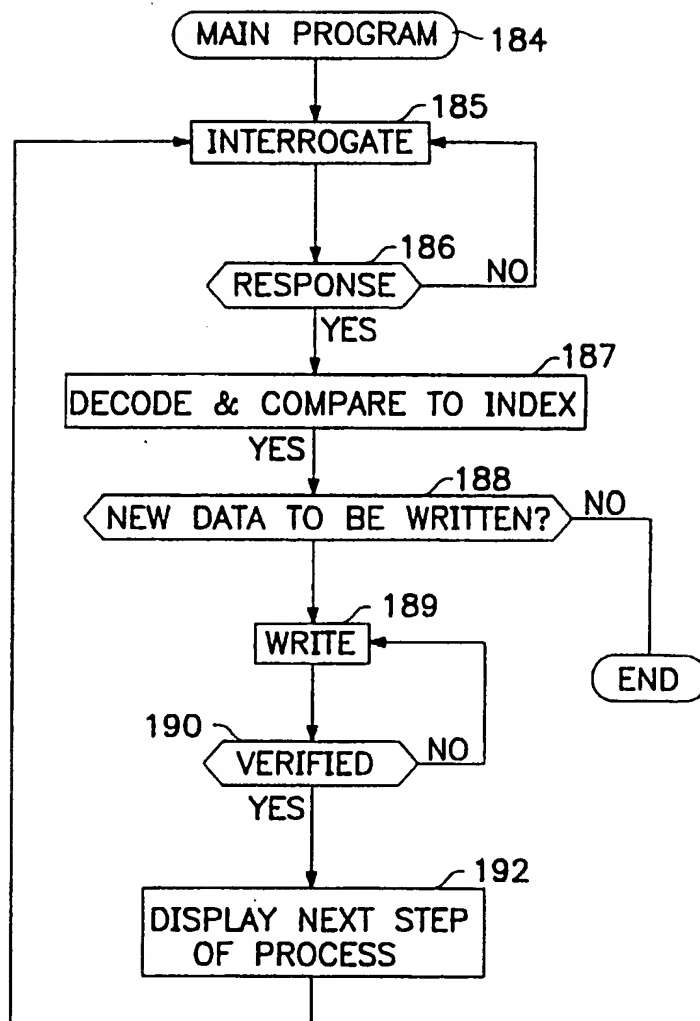 MAIN PROGRAM
184
185
INTERROGATE
186
RESPONSE
NO
YES
187
DECODE & COMPARE TO INDEX
YES
188
NEW DATA TO BE WRITTEN?
NO
189
WRITE
END
190
VERIFIED
NO
YES
192
DISPLAY NEXT STEP
OF PROCESS